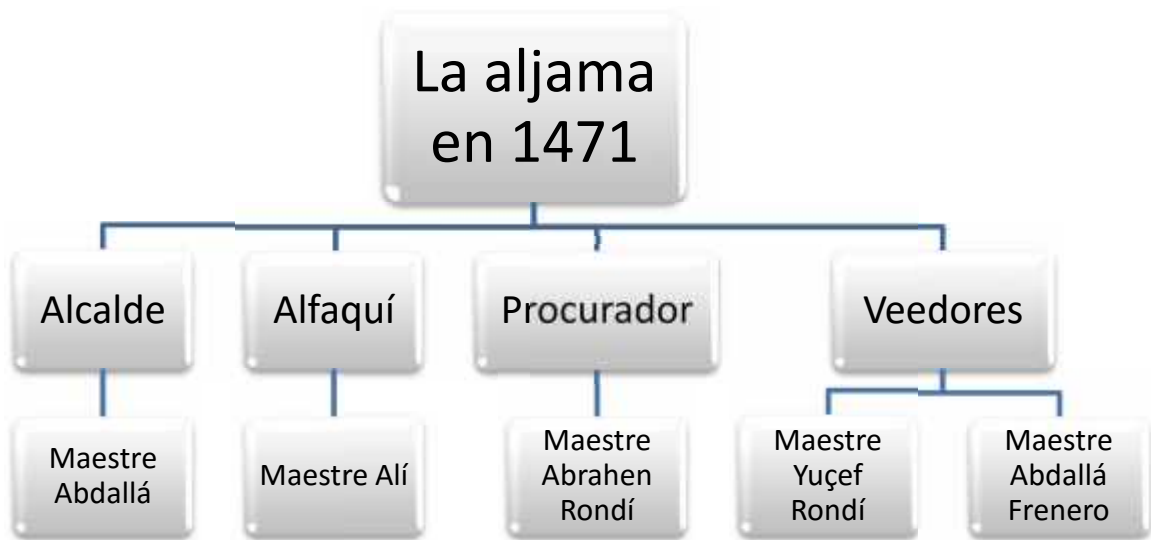 La aljama
en 1471
Alcalde
Alfaquí
Procurador
Veedores
Maestre
Abdallá
Maestre Alí
Maestre
Abrahen
Rondí
Maestre
Yuçef
Rondí
Maestre
Abdallá
Frenero